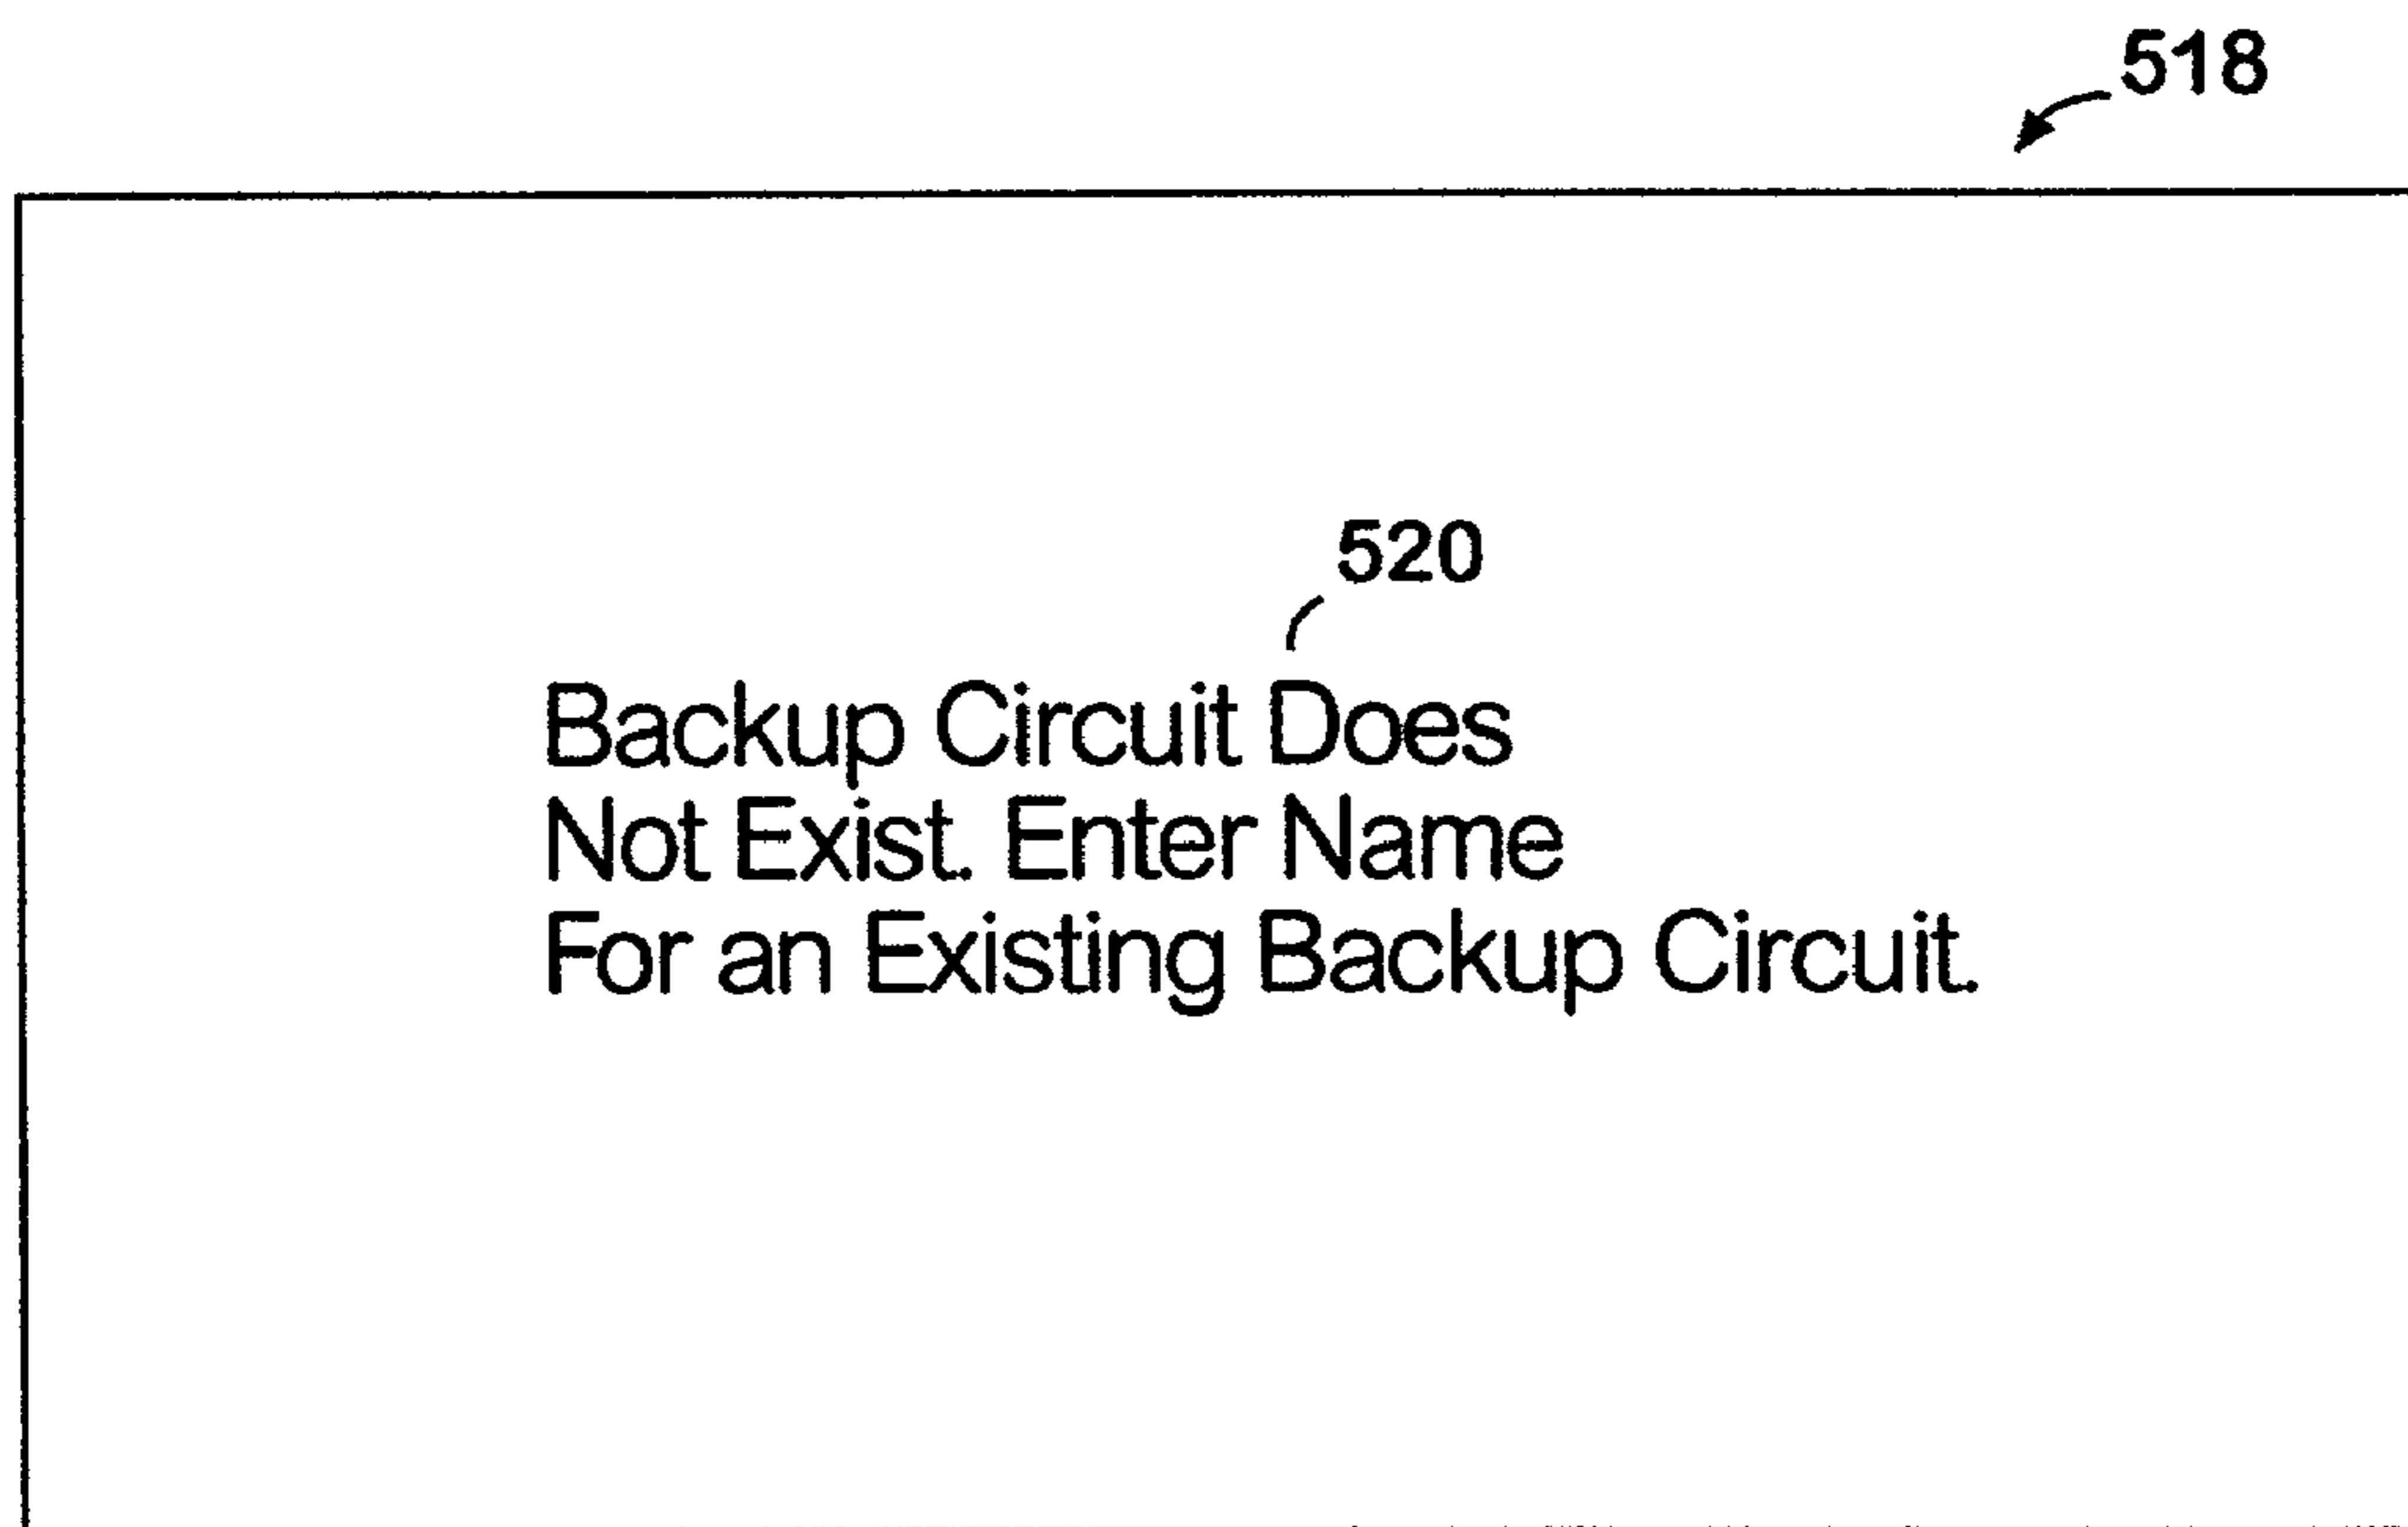 518
520
Backup Circuit Does
Not Exist. Enter Name
For an Existing Backup Circuit.